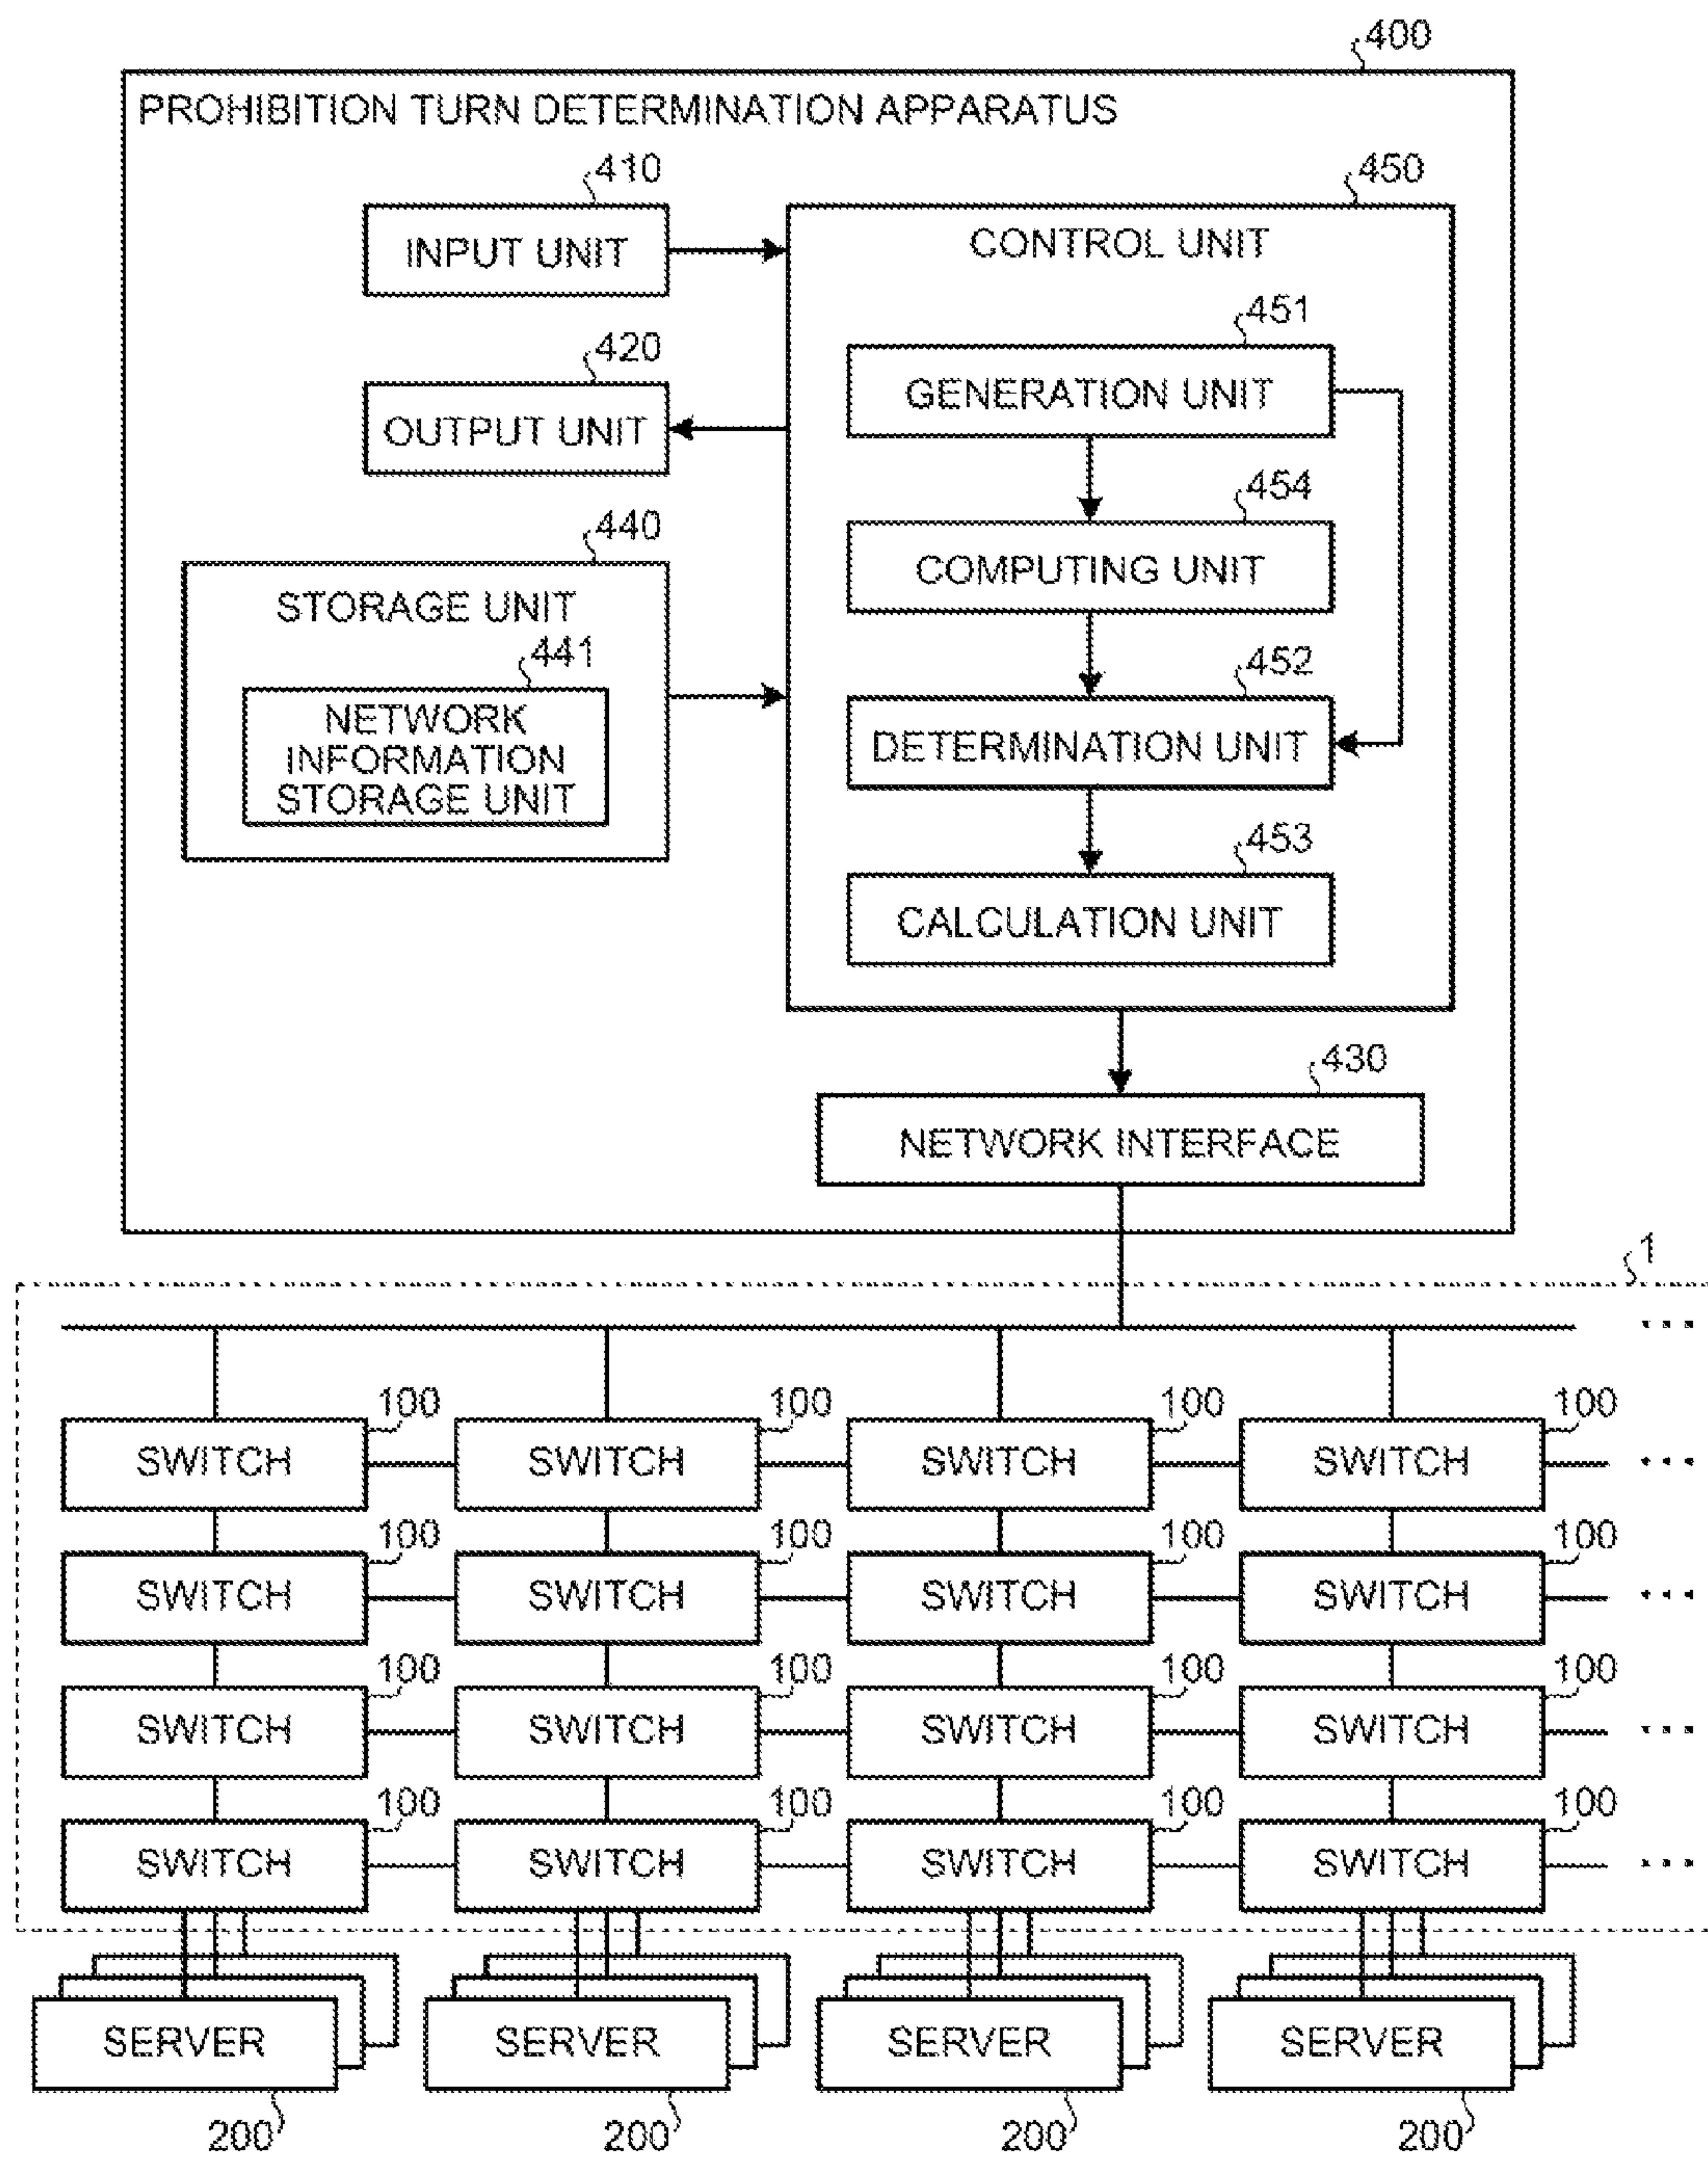 400
PROHIBITION TURN DETERMINATION APPARATUS
410
INPUT UNIT
420
OUTPUT UNIT
440
STORAGE UNIT
441
NETWORK
INFORMATION
STORAGE UNIT
450
CONTROL UNIT
451
GENERATION UNIT
454
COMPUTING UNIT
452
DETERMINATION UNIT
453
CALCULATION UNIT
430
NETWORK INTERFACE
1
...
100 100 100 100
SWITCH SWITCH SWITCH SWITCH ...
100 100 100 100
SWITCH SWITCH SWITCH SWITCH ...
100 100 100 100
SWITCH SWITCH SWITCH SWITCH ...
100 100 100 100
SWITCH SWITCH SWITCH SWITCH ...
SERVER SERVER SERVER SERVER
200 200 200 200